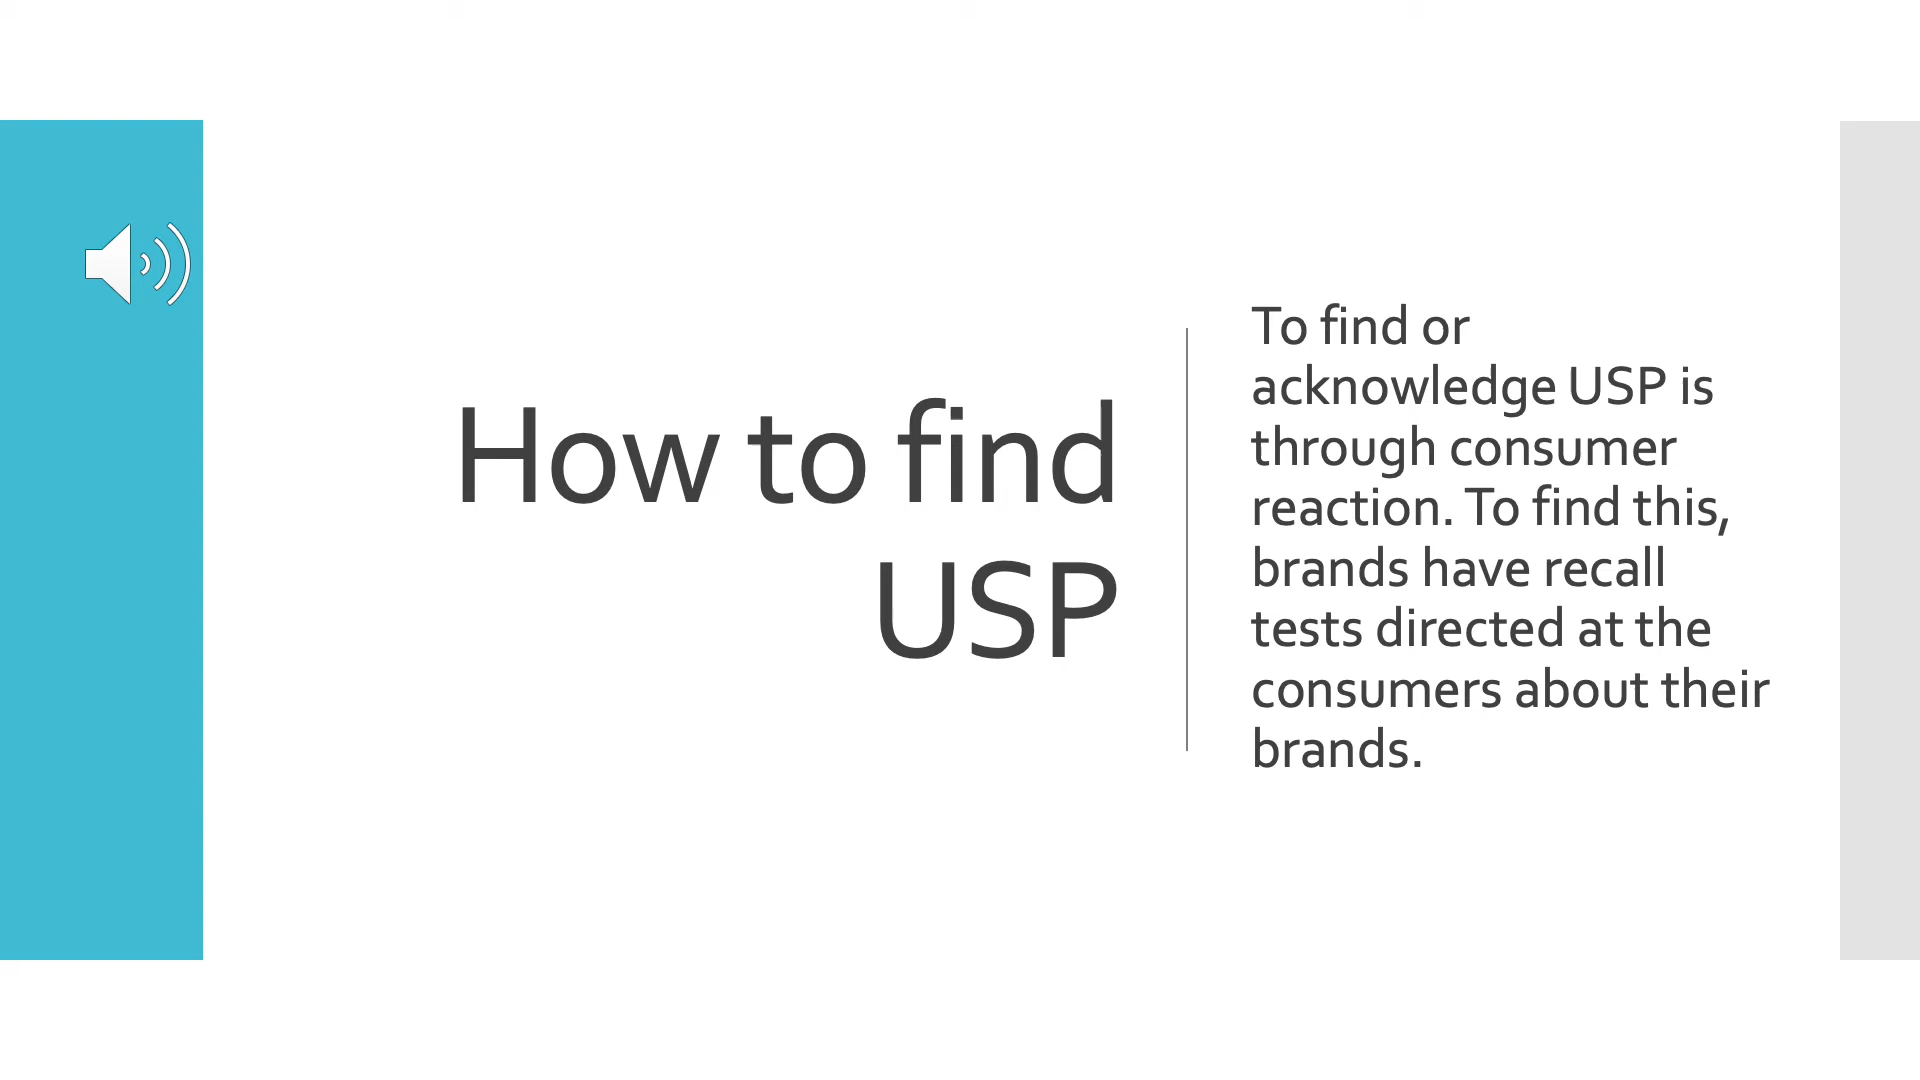 How to find
USP
To find or
acknowledge USP is
through consumer
reaction. To find this,
brands have recall
tests directed at the
consumers about their
brands.